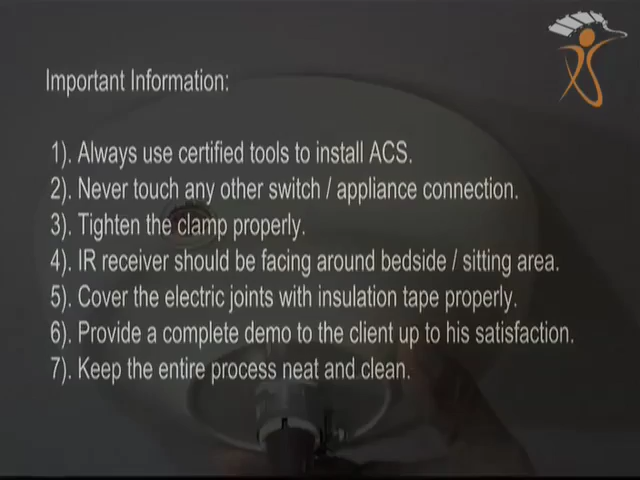 Important Information:
1). Always use certified tools to install ACS.
2). Never touch any other switch / appliance connection.
3). Tighten the clamp properly.
4). IR receiver should be facing around bedside / sitting area.
5). Cover the electric joints with insulation tape properly.
6). Provide a complete demo to the client up to his satisfaction.
7). Keep the entire process neat and clean.